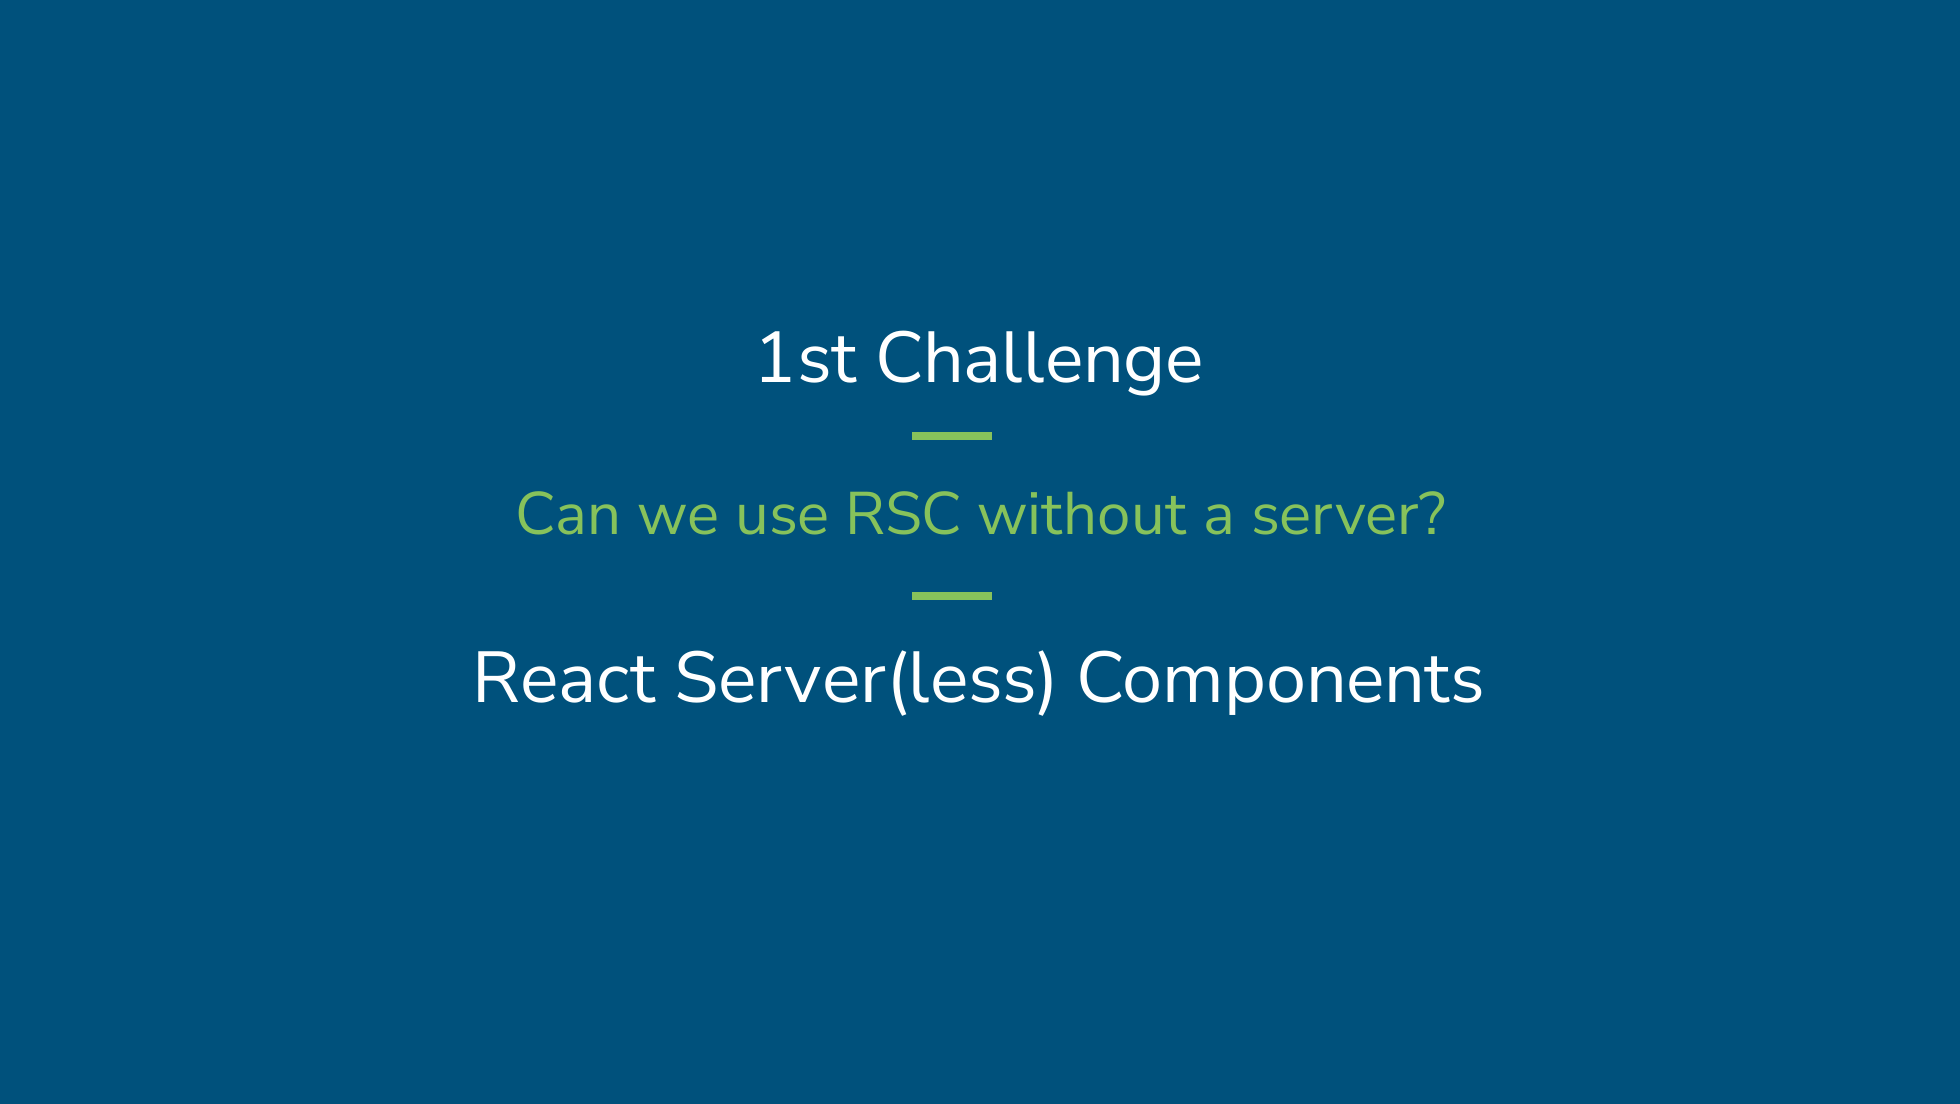 1st Challenge
Can we use RSC without a server?
React Server(less) Components